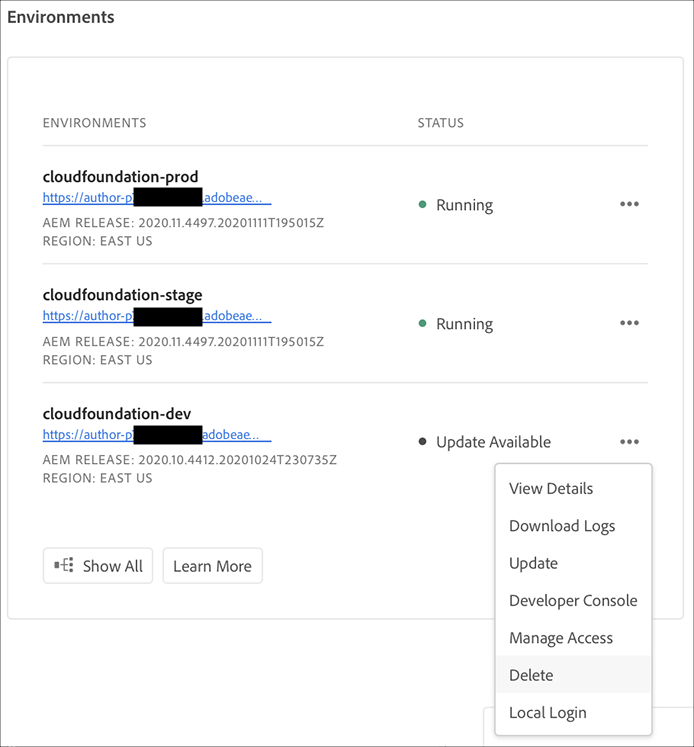 Environments
ENVIRONMENTS STATUS
cloudfoundation-prod
https://author-p .adobeae...
Running
AEM RELEASE: 2020.11.4497.20201111T195015Z
REGION: EAST US
cloudfoundation-stage
https://author-p .adobeae...
Running
AEM RELEASE: 2020.11.4497.20201111T195015Z
REGION: EAST US
cloudfoundation-dev
https://author-p adobeae...
Update Available
AEM RELEASE: 2020.10.4412.20201024T230735Z
REGION: EAST US
Show All
Learn More
View Details
Download Logs
Update
Developer Console
Manage Access
Delete
Local Login